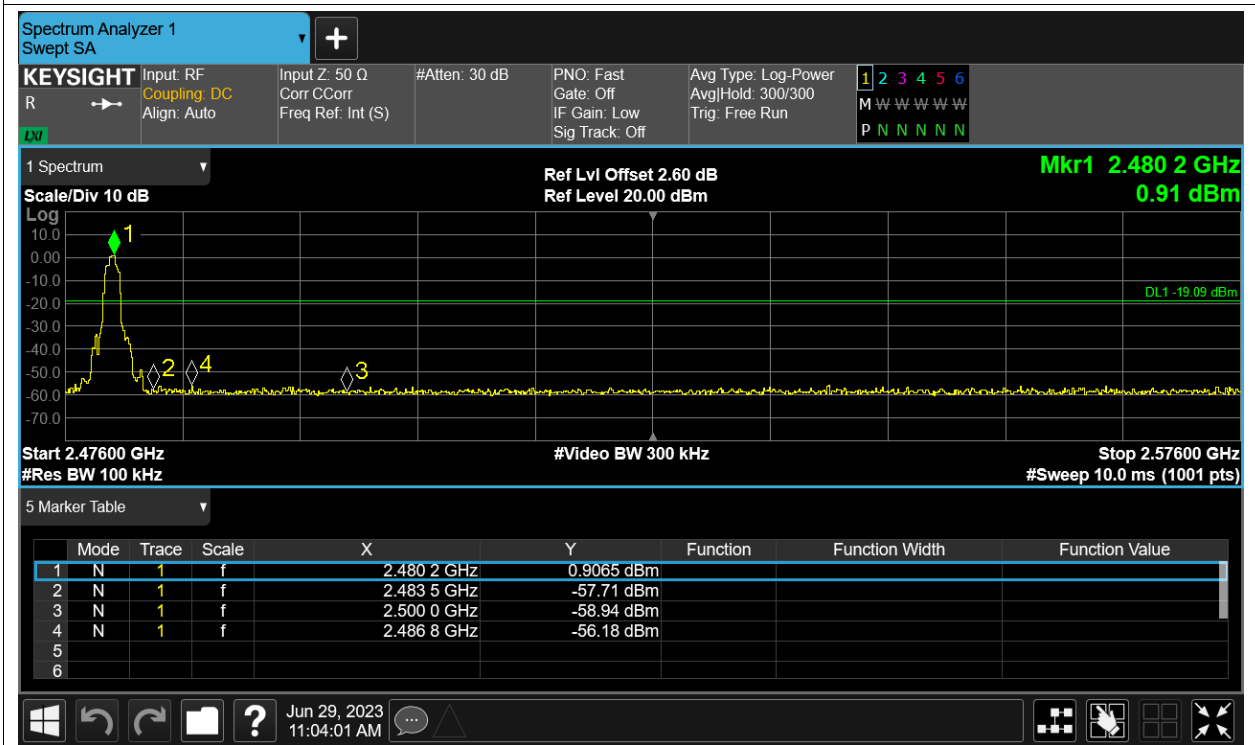 Spectrum Analyzer 1
Swept SA
KEYSIGHT Input: RF Input Z: 50 Ω #Atten: 30 dB PNO: Fast Avg Type: Log-Power 1 2 3 4 5 6
R Coupling: DC Corr CCorr Gate: Off Avg|Hold: 300/300 M W W W W W
Align: Auto Freq Ref: Int (S) IF Gain: Low Trig: Free Run
LXI Sig Track: Off P N N N N N
1 Spectrum Ref Lvl Offset 2.60 dB Mkr1 2.480 2 GHz
Scale/Div 10 dB Ref Level 20.00 dBm 0.91 dBm
Log
10.0 1
0.00
-10.0
DL1 -19.09 dBm
-20.0
-30.0
-40.0
2 4 3
-50.0
-60.0
-70.0
Start 2.47600 GHz #Video BW 300 kHz Stop 2.57600 GHz
#Res BW 100 kHz #Sweep 10.0 ms (1001 pts)
5 Marker Table
Mode Trace Scale X Y Function Function Width Function Value
1 N 1 f 2.480 2 GHz 0.9065 dBm
2 N 1 f 2.483 5 GHz -57.71 dBm
3 N 1 f 2.500 0 GHz -58.94 dBm
4 N 1 f 2.486 8 GHz -56.18 dBm
5
6
? Jun 29, 2023
11:04:01 AM